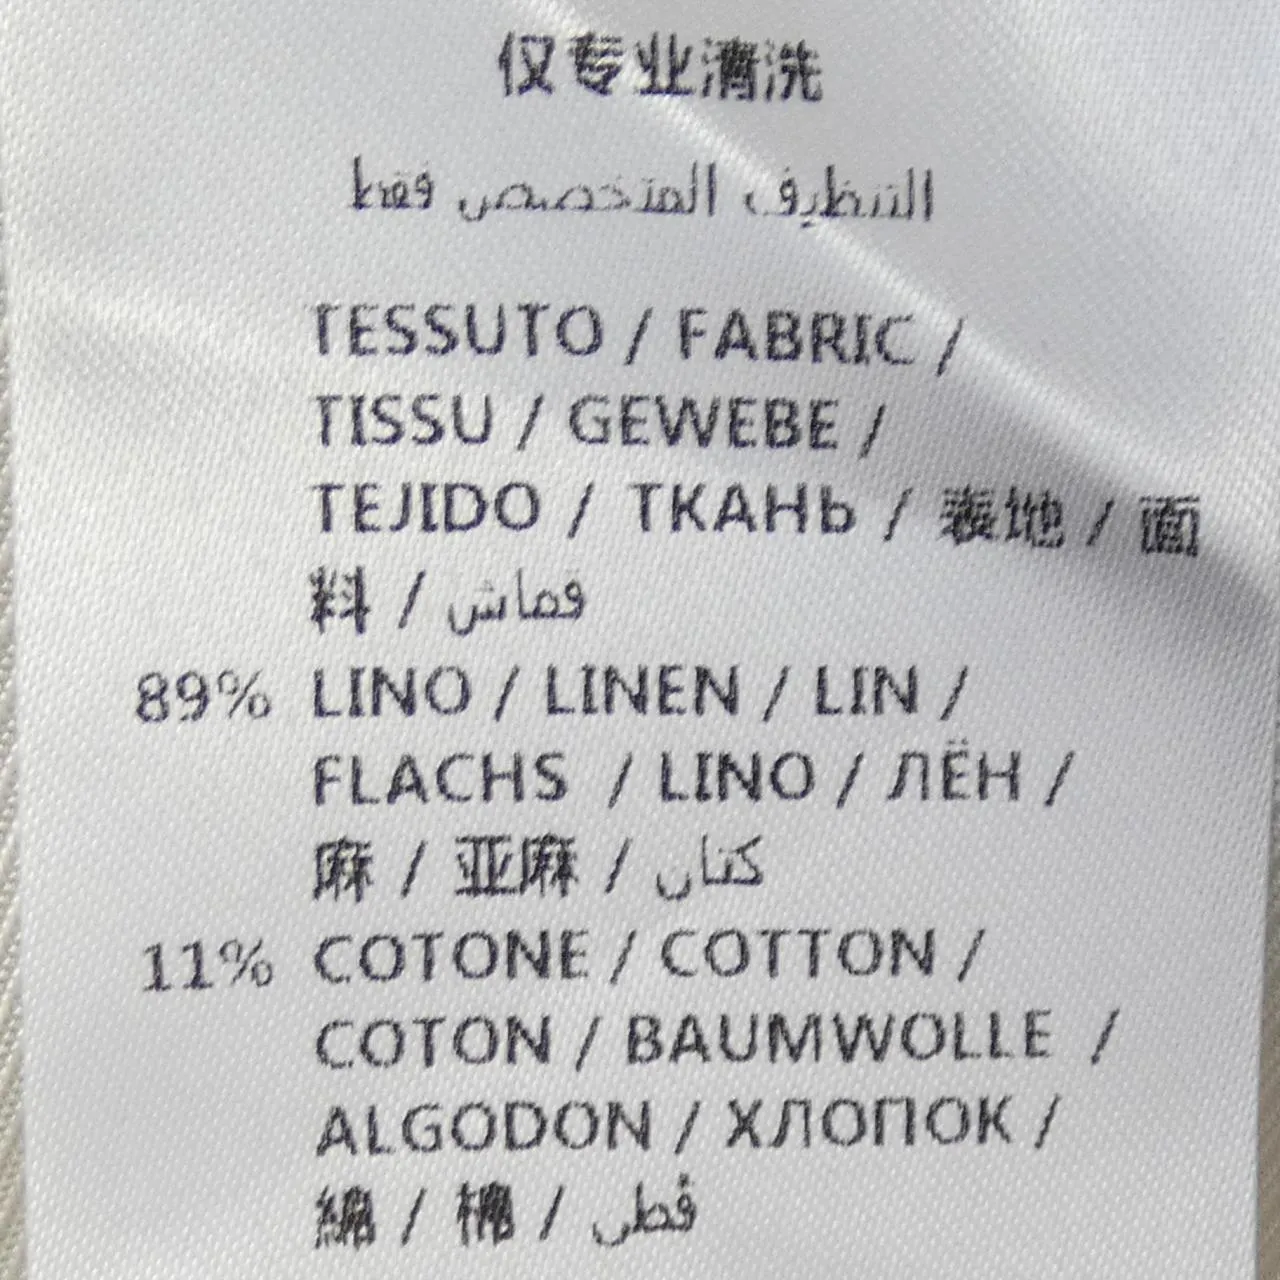 仅专业清洗
التنظيف المتخصص فقط
TESSUTO / FABRIC /
TISSU / GEWEBE /
TEJIDO / ТКАНЬ / 表地 / 面
料 / قماش
89% LINO / LINEN / LIN /
FLACHS / LINO / ЛЁН /
麻 / 亚麻 / كتان
11% COTONE / COTTON /
COTON / BAUMWOLLE /
ALGODON / ХЛОПОК /
綿 / 棉 / قطن